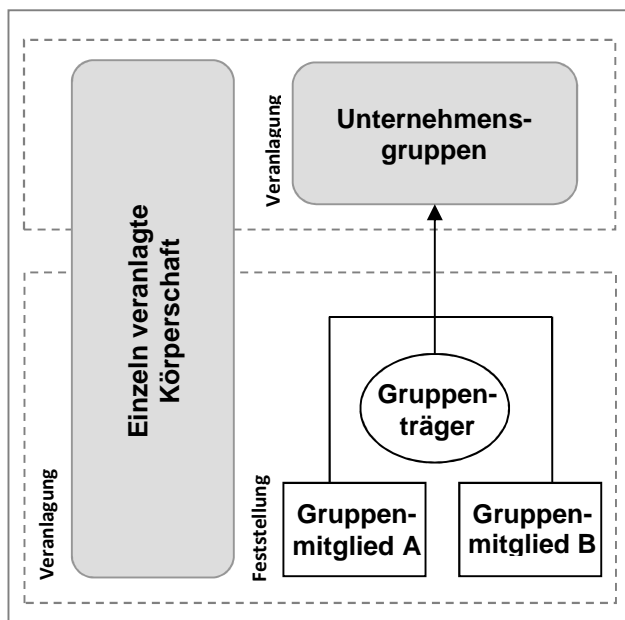 Veranlagung
Unternehmens-
gruppen
Einzeln veranlagte
Körperschaft
Gruppen-
träger
Veranlagung
Feststellung
Gruppen-
mitglied A
Gruppen-
mitglied B